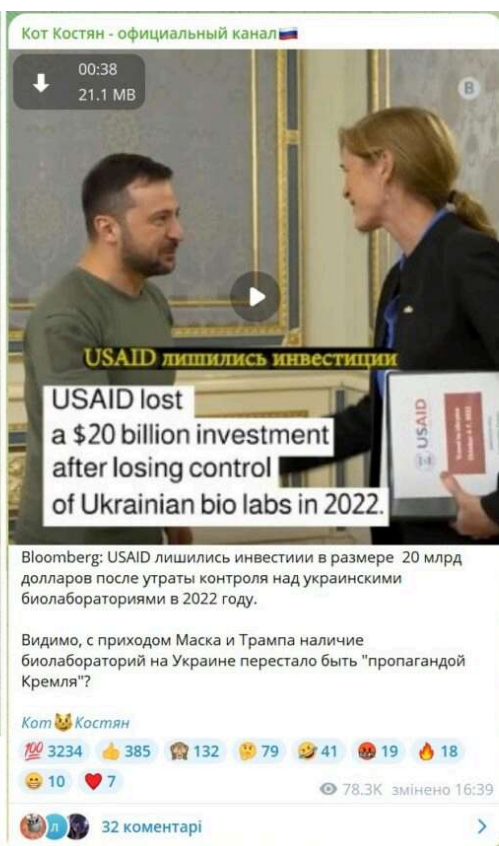 Кот Костян - официальный канал🇷🇺
00:38
21.1 MB
B
USAID лишились инвестиции
USAID lost
a $20 billion investment
after losing control
of Ukrainian bio labs in 2022.
USAID
Bloomberg: USAID лишились инвестиии в размере 20 млрд
долларов после утраты контроля над украинскими
биолабораториями в 2022 году.
Видимо, с приходом Маска и Трампа наличие
биолабораторий на Украине перестало быть "пропагандой
Кремля"?
Кот😼Костян
💯 3234 👍 385 🙈 132 🤔 79 🤣 41 🤬 19 🔥 18
😁 10 ❤ 7
78.3K змінено 16:39
Л
32 коментарі